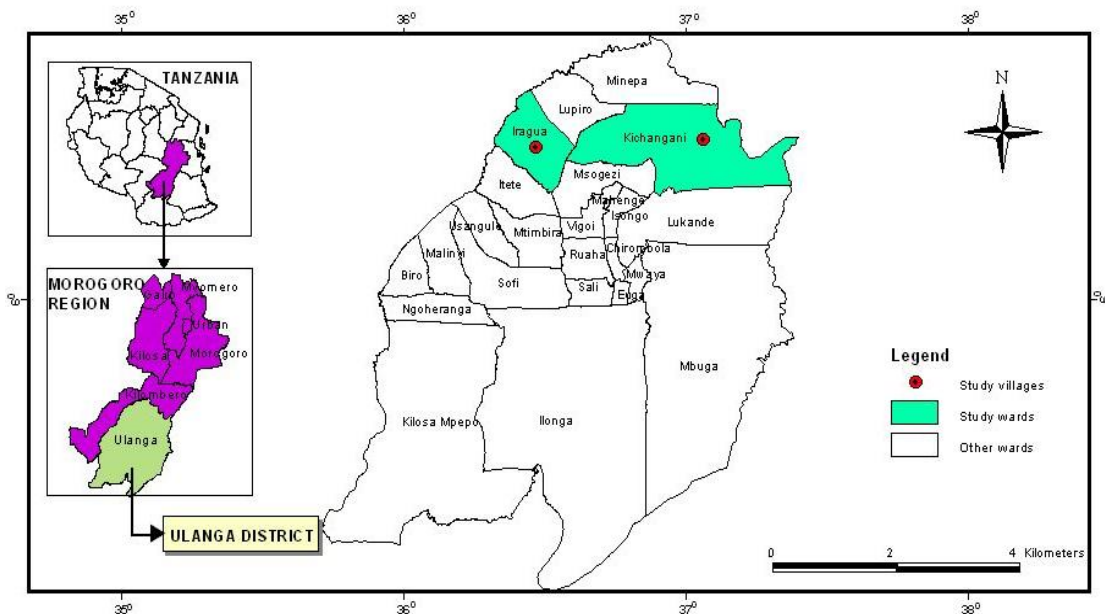 35⁰ 36⁰ 37⁰ 38⁰
TANZANIA
MOROGORO
REGION
Gairo
Mvomero
Urban
Kilosa
Morogoro
Kilombero
Ulanga
ULANGA DISTRICT
Minepa
Lupiro
Iragua
Kichangani
Msogezi
Itete
Mahenge
Isongo
Lukande
Usangule
Mtimbira
Vigoi
Malinyi
Ruaha
Chirombola
Biro
Sofi
Mwaya
Sali
Euga
Ngoheranga
Mbuga
Kilosa Mpepo
Ilonga
N
Legend
Study villages
Study wards
Other wards
0 2 4 Kilometers
35⁰ 36⁰ 37⁰ 38⁰